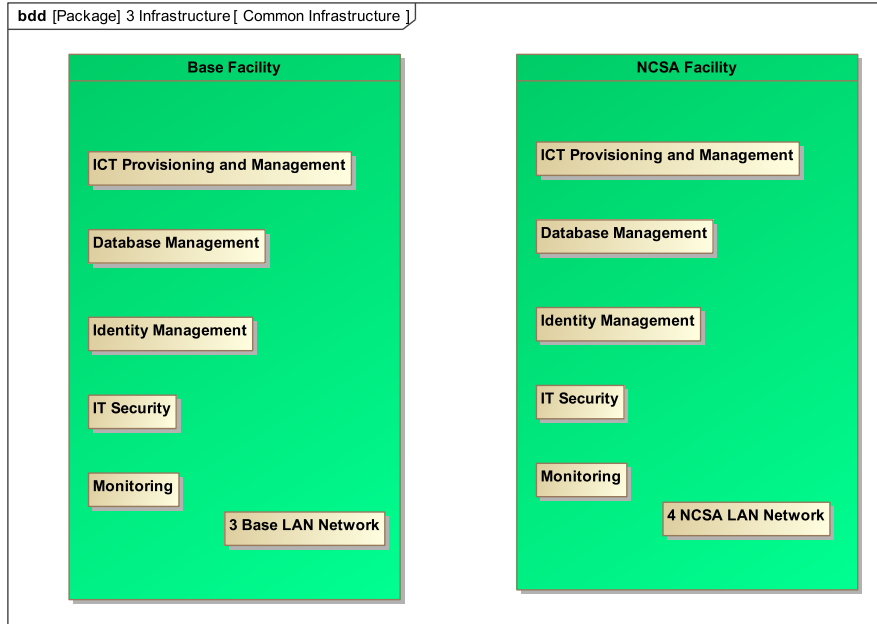 bdd [Package] 3 Infrastructure [ Common Infrastructure ]
Base Facility
ICT Provisioning and Management
Database Management
Identity Management
IT Security
Monitoring
3 Base LAN Network
NCSA Facility
ICT Provisioning and Management
Database Management
Identity Management
IT Security
Monitoring
4 NCSA LAN Network